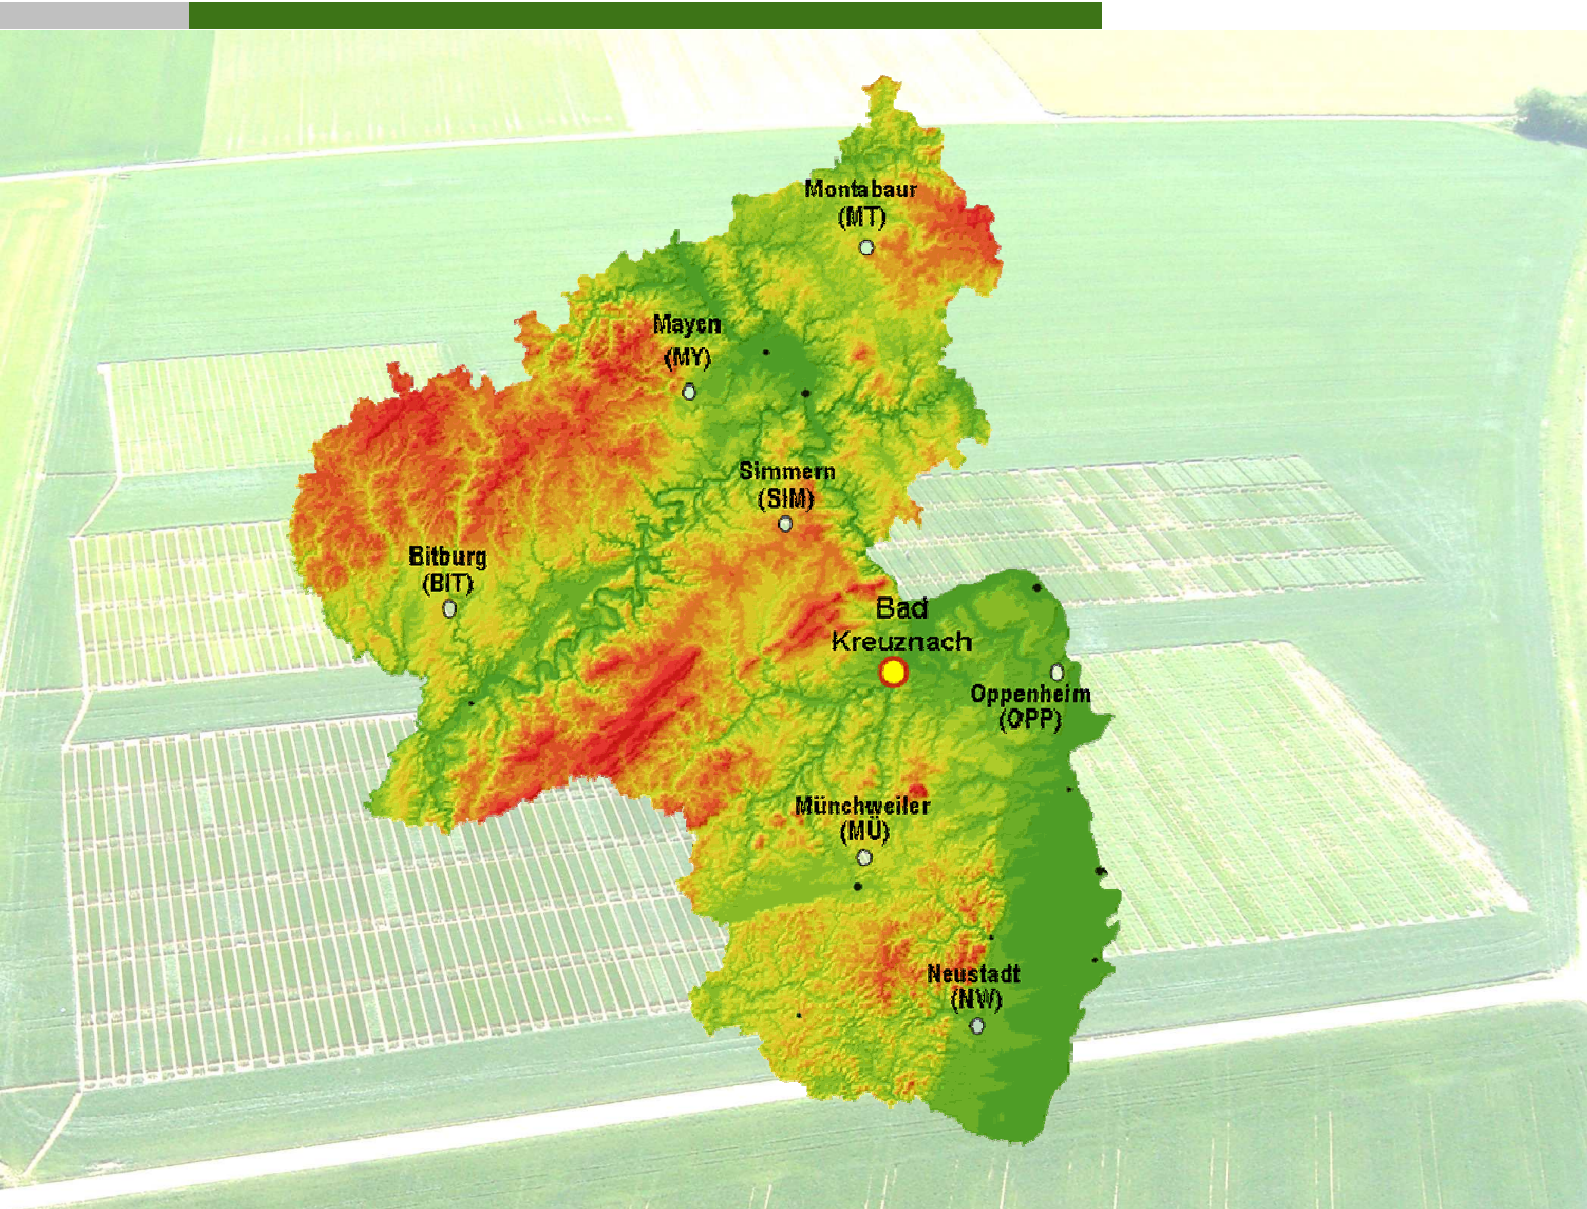 Montabaur
(MT)
Mayen
(MY)
Simmern
(SIM)
Bitburg
(BIT)
Bad
Kreuznach
Oppenheim
(OPP)
Münchweiler
(MÜ)
Neustadt
(NW)